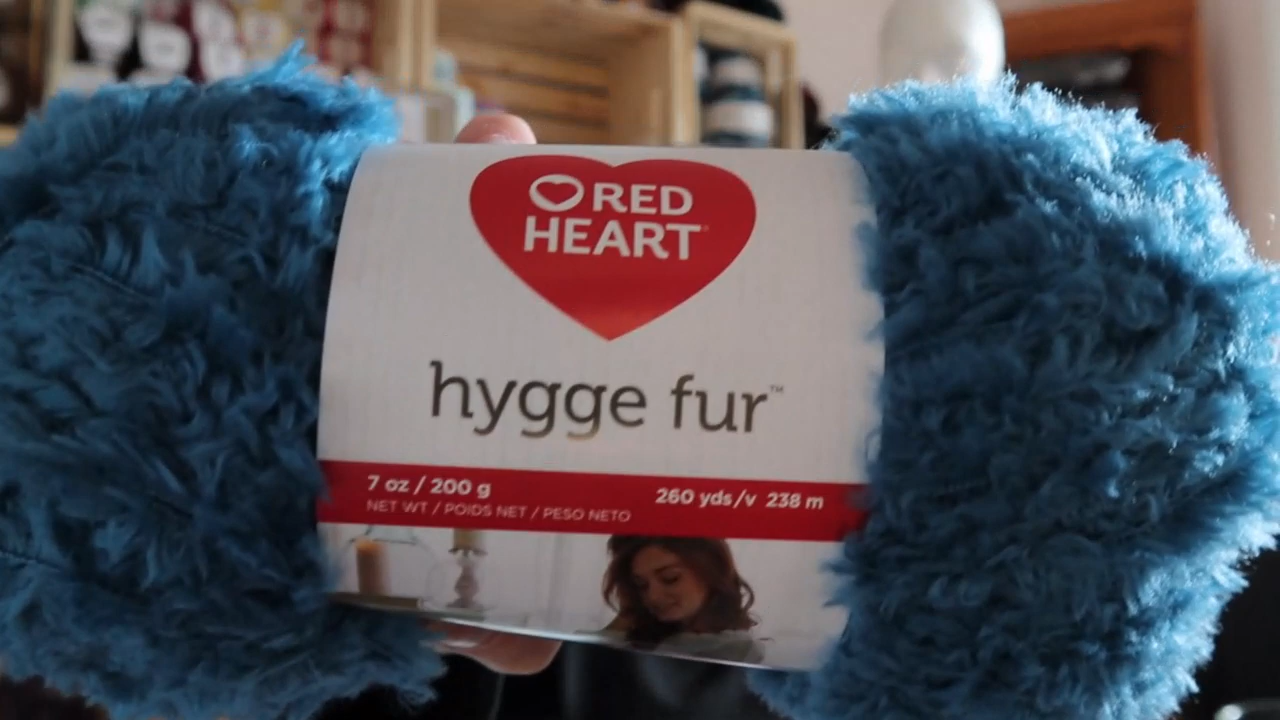 RED
HEART
hygge fur™
7 oz / 200 g
260 yds/v 238 m
NET WT / POIDS NET / PESO NETO